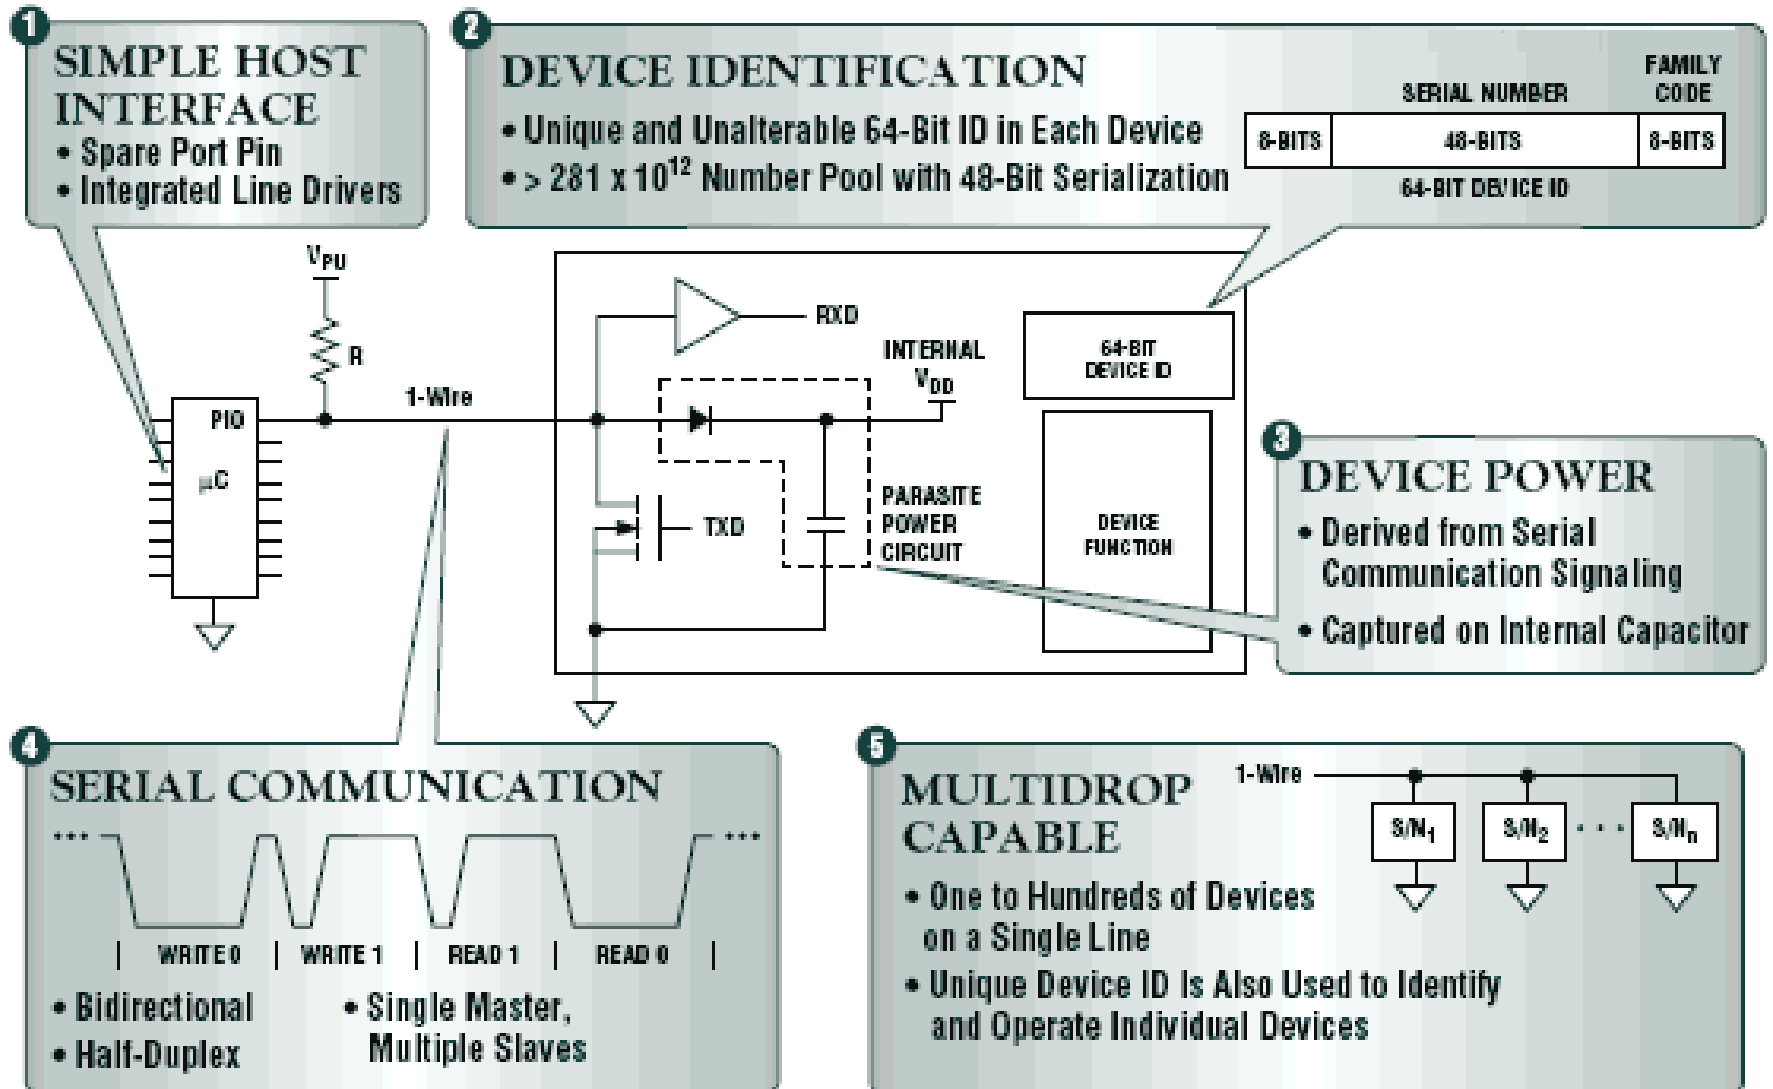 1
SIMPLE HOST
INTERFACE
• Spare Port Pin
• Integrated Line Drivers
2
DEVICE IDENTIFICATION
• Unique and Unalterable 64-Bit ID in Each Device
• > 281 x 10¹² Number Pool with 48-Bit Serialization
SERIAL NUMBER
FAMILY
CODE
8-BITS 48-BITS 8-BITS
64-BIT DEVICE ID
V_PU
R
1-Wire
PIO
µC
RXD
INTERNAL
V_DD
TXD
PARASITE
POWER
CIRCUIT
64-BIT
DEVICE ID
DEVICE
FUNCTION
3
DEVICE POWER
• Derived from Serial
Communication Signaling
• Captured on Internal Capacitor
4
SERIAL COMMUNICATION
••• •••
| WRITE 0 | WRITE 1 | READ 1 | READ 0 |
• Bidirectional
• Half-Duplex
• Single Master,
Multiple Slaves
5
MULTIDROP
CAPABLE
1-Wire
S/N₁ S/N₂ • • • S/Nₙ
• One to Hundreds of Devices
on a Single Line
• Unique Device ID Is Also Used to Identify
and Operate Individual Devices